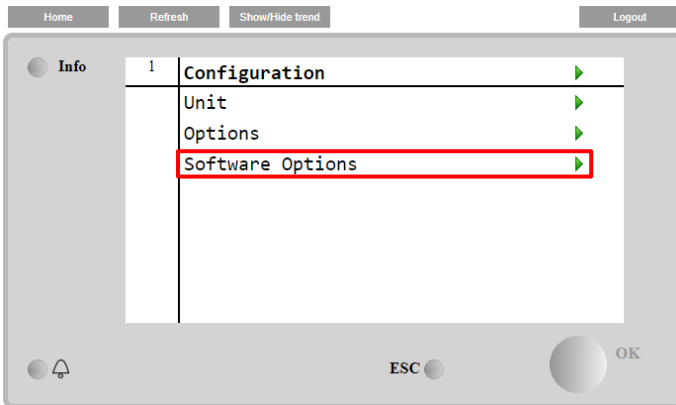 Home Refresh Show/Hide trend Logout
Info
1 Configuration
Unit
Options
Software Options
ESC
OK